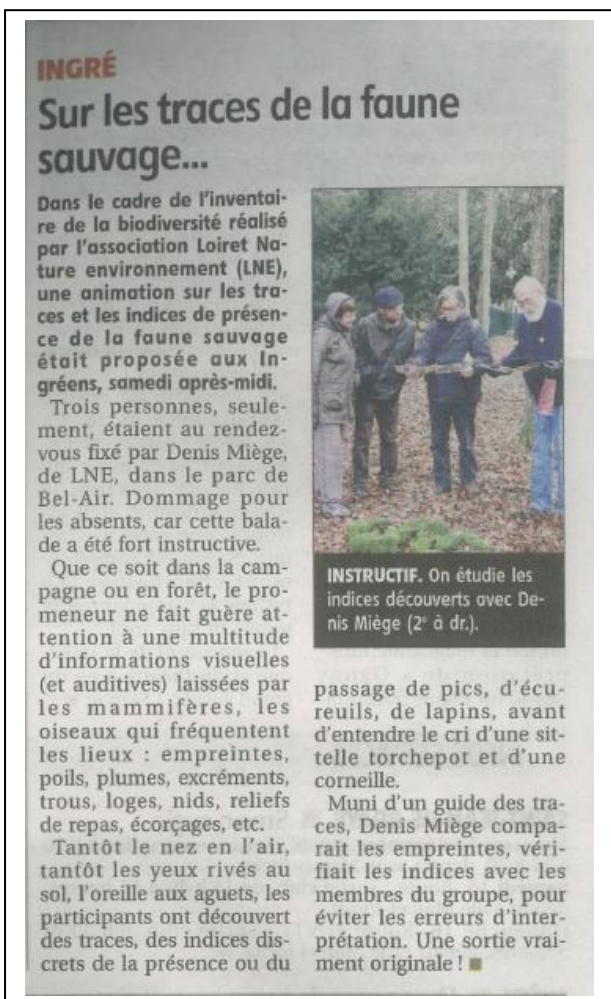 INGRÉ
Sur les traces de la faune
sauvage...
Dans le cadre de l'inventai-
re de la biodiversité réalisé
par l'association Loiret Na-
ture environnement (LNE),
une animation sur les tra-
ces et les indices de présen-
ce de la faune sauvage
était proposée aux In-
gréens, samedi après-midi.
Trois personnes, seule-
ment, étaient au rendez-
vous fixé par Denis Miège,
de LNE, dans le parc de
Bel-Air. Dommage pour
les absents, car cette bala-
de a été fort instructive.
Que ce soit dans la cam-
pagne ou en forêt, le pro-
meneur ne fait guère at-
tention à une multitude
d'informations visuelles
(et auditives) laissées par
les mammifères, les
oiseaux qui fréquentent
les lieux : empreintes,
poils, plumes, excréments,
trous, loges, nids, reliefs
de repas, écorçages, etc.
Tantôt le nez en l'air,
tantôt les yeux rivés au
sol, l'oreille aux aguets, les
participants ont découvert
des traces, des indices dis-
crets de la présence ou du
INSTRUCTIF. On étudie les
indices découverts avec De-
nis Miège (2e à dr.).
passage de pics, d'écu-
reuils, de lapins, avant
d'entendre le cri d'une sit-
telle torchepot et d'une
corneille.
Muni d'un guide des tra-
ces, Denis Miège compa-
rait les empreintes, véri-
fiait les indices avec les
membres du groupe, pour
éviter les erreurs d'inter-
prétation. Une sortie vrai-
ment originale ! ■